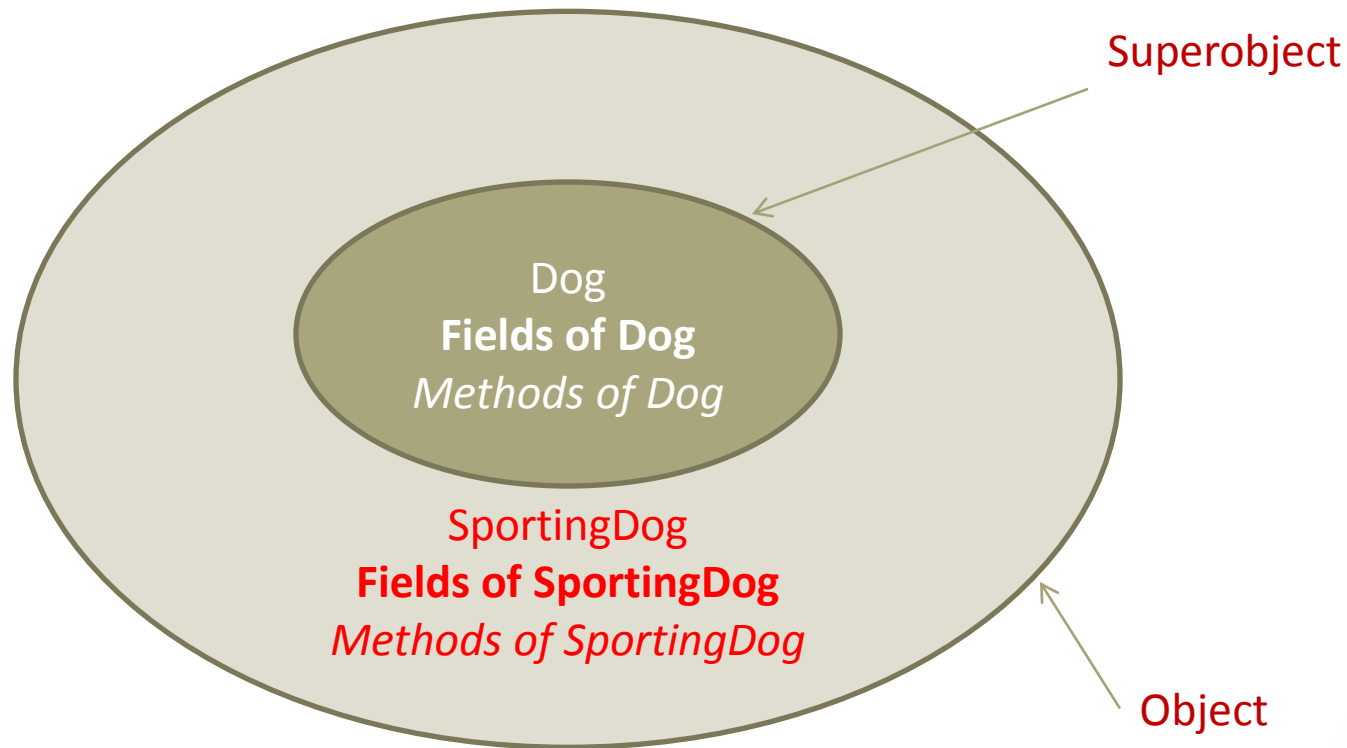 Superobject
Dog
Fields of Dog
Methods of Dog
SportingDog
Fields of SportingDog
Methods of SportingDog
Object